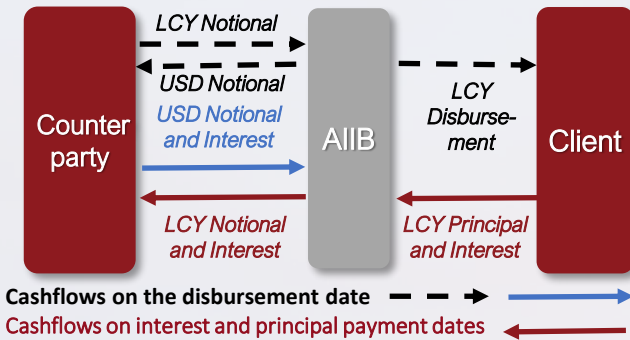 LCY Notional
USD Notional
USD Notional
and Interest
LCY Notional
and Interest
Counter
party
AIIB
LCY
Disburse-
ment
LCY Principal
and Interest
Client
Cashflows on the disbursement date
Cashflows on interest and principal payment dates